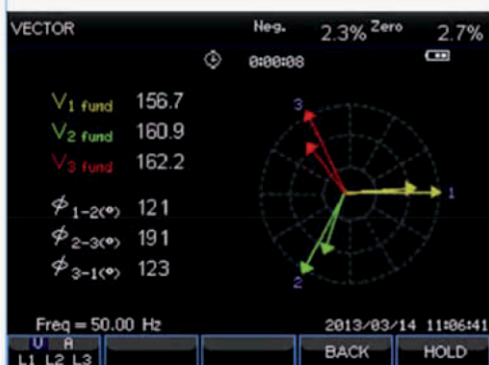 VECTOR Neg. 2.3% Zero 2.7%
0:00:08
V1 fund 156.7
V2 fund 160.9
V3 fund 162.2
ϕ1-2(°) 121
ϕ2-3(°) 191
ϕ3-1(°) 123
3
1
2
Freq = 50.00 Hz 2013/03/14 11:06:41
U A
L1 L2 L3 BACK HOLD